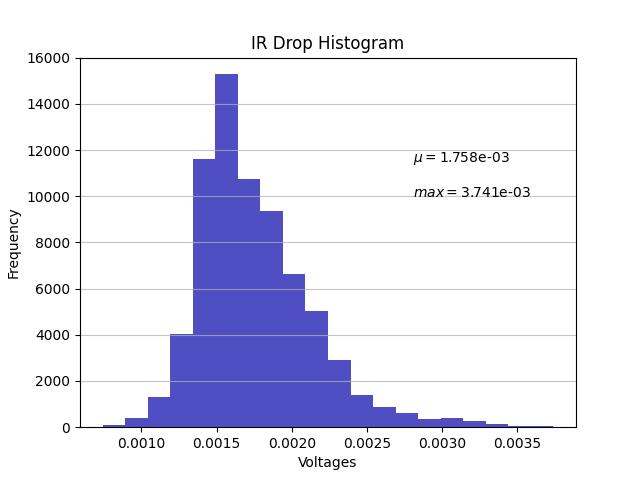 IR Drop Histogram
16000
14000
12000
10000
8000
6000
4000
2000
0
Frequency
μ = 1.758e-03
max = 3.741e-03
0.0010 0.0015 0.0020 0.0025 0.0030 0.0035
Voltages